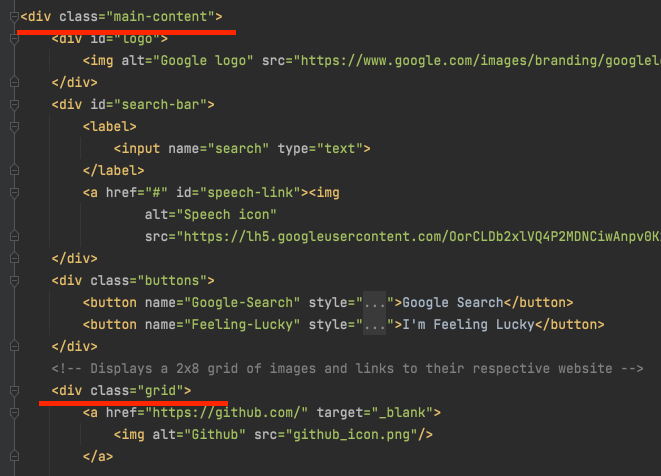 <div class="main-content">
<div id="logo">
<img alt="Google logo" src="https://www.google.com/images/branding/googlelo
</div>
<div id="search-bar">
<label>
<input name="search" type="text">
</label>
<a href="#" id="speech-link"><img
alt="Speech icon"
src="https://lh5.googleusercontent.com/OorCLDb2xlVQ4P2MDNCiwAnpv0K
</div>
<div class="buttons">
<button name="Google-Search" style="...">Google Search</button>
<button name="Feeling-Lucky" style="...">I'm Feeling Lucky</button>
</div>
<!-- Displays a 2x8 grid of images and links to their respective website -->
<div class="grid">
<a href="https://github.com/" target="_blank">
<img alt="Github" src="github_icon.png"/>
</a>